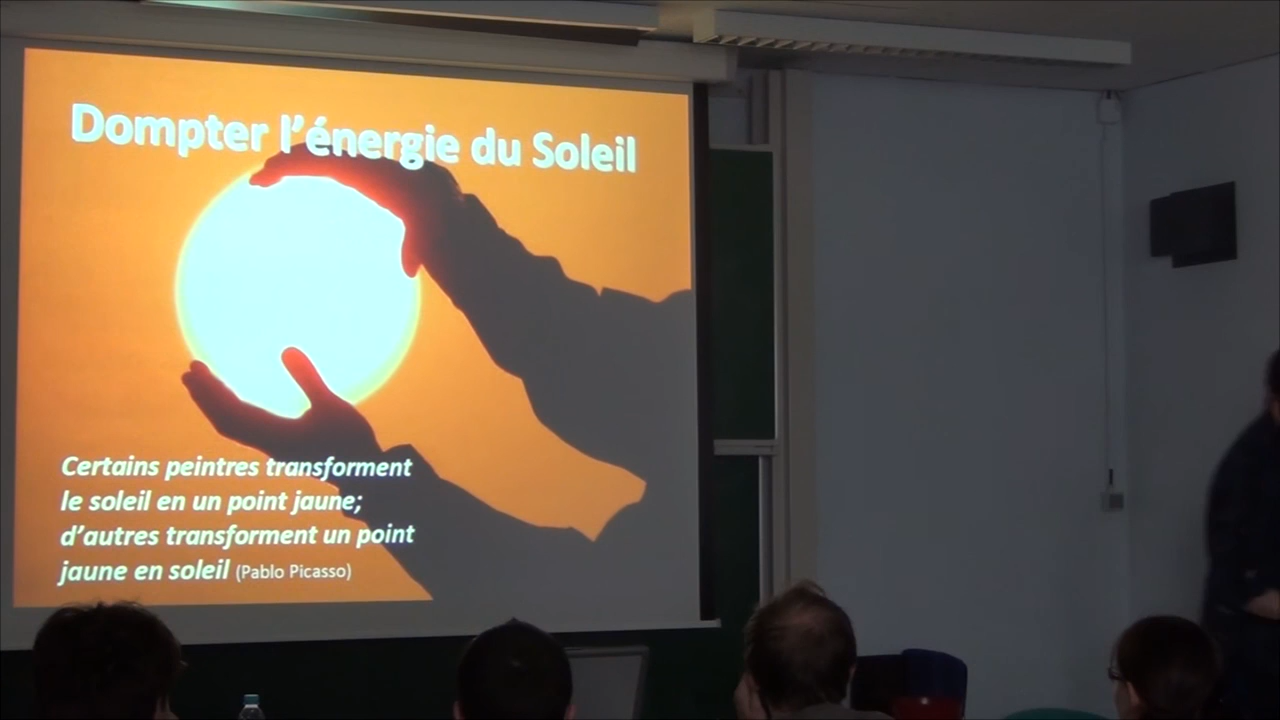 Dompter l'énergie du Soleil
Certains peintres transforment
le soleil en un point jaune;
d'autres transforment un point
jaune en soleil (Pablo Picasso)